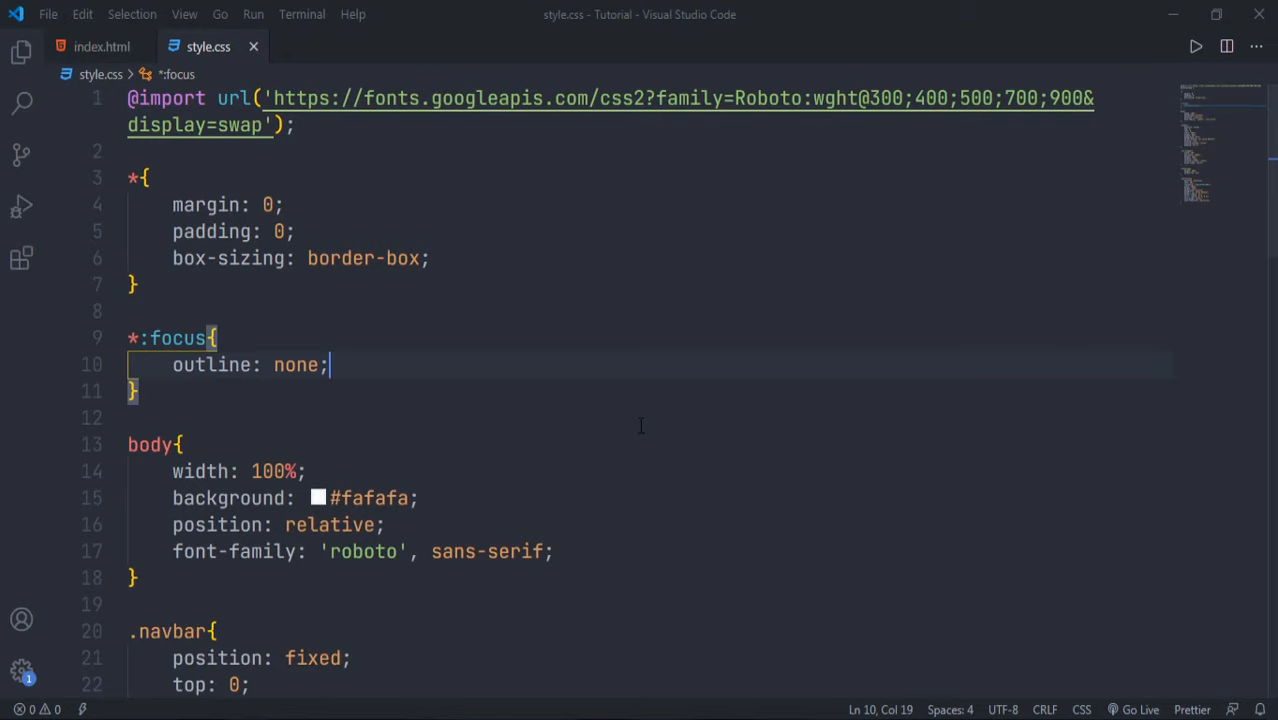 File Edit Selection View Go Run Terminal Help style.css - Tutorial - Visual Studio Code
index.html style.css
style.css > *:focus
1 @import url('https://fonts.googleapis.com/css2?family=Roboto:wght@300;400;500;700;900&
display=swap');
2
3 *{
4 margin: 0;
5 padding: 0;
6 box-sizing: border-box;
7 }
8
9 *:focus{
10 outline: none;
11 }
12
13 body{
14 width: 100%;
15 background: #fafafa;
16 position: relative;
17 font-family: 'roboto', sans-serif;
18 }
19
20 .navbar{
21 position: fixed;
22 top: 0;
1
0 0 Ln 10, Col 19 Spaces: 4 UTF-8 CRLF CSS Go Live Prettier